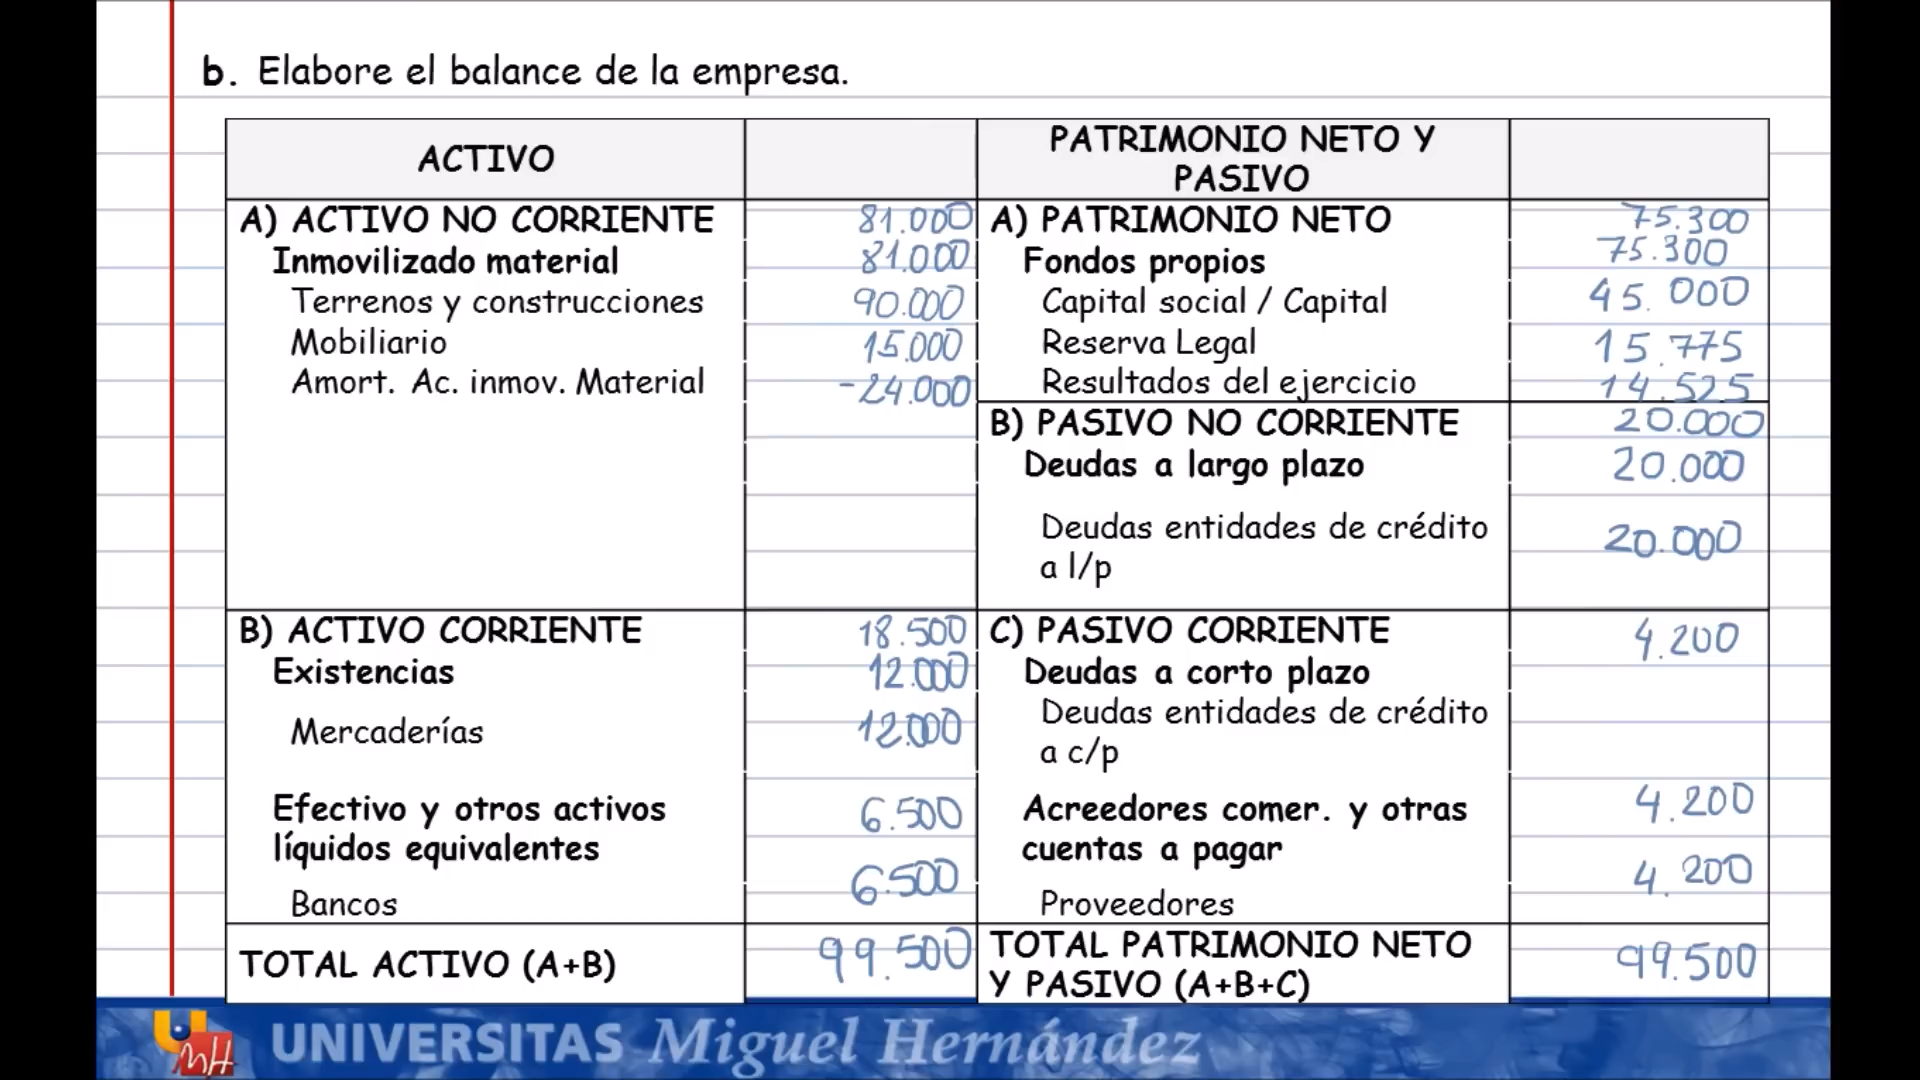 b. Elabore el balance de la empresa.
ACTIVO
PATRIMONIO NETO Y
PASIVO
A) ACTIVO NO CORRIENTE 81.000
Inmovilizado material 81.000
Terrenos y construcciones 90.000
Mobiliario 15.000
Amort. Ac. inmov. Material -24.000
A) PATRIMONIO NETO 75.300
Fondos propios 75.300
Capital social / Capital 45.000
Reserva Legal 15.775
Resultados del ejercicio 14.525
B) PASIVO NO CORRIENTE 20.000
Deudas a largo plazo 20.000
Deudas entidades de crédito 20.000
a l/p
B) ACTIVO CORRIENTE 18.500
Existencias 12.000
Mercaderías 12.000
Efectivo y otros activos 6.500
líquidos equivalentes
Bancos 6.500
C) PASIVO CORRIENTE 4.200
Deudas a corto plazo
Deudas entidades de crédito
a c/p
Acreedores comer. y otras 4.200
cuentas a pagar
Proveedores 4.200
TOTAL ACTIVO (A+B) 99.500
TOTAL PATRIMONIO NETO 99.500
Y PASIVO (A+B+C)
UMH UNIVERSITAS Miguel Hernández